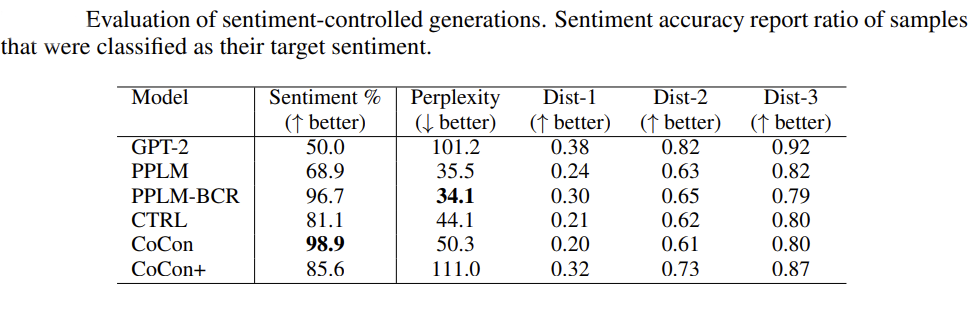 Evaluation of sentiment-controlled generations. Sentiment accuracy report ratio of samples
that were classified as their target sentiment.
Model Sentiment % Perplexity Dist-1 Dist-2 Dist-3
(↑ better) (↓ better) (↑ better) (↑ better) (↑ better)
GPT-2 50.0 101.2 0.38 0.82 0.92
PPLM 68.9 35.5 0.24 0.63 0.82
PPLM-BCR 96.7 34.1 0.30 0.65 0.79
CTRL 81.1 44.1 0.21 0.62 0.80
CoCon 98.9 50.3 0.20 0.61 0.80
CoCon+ 85.6 111.0 0.32 0.73 0.87